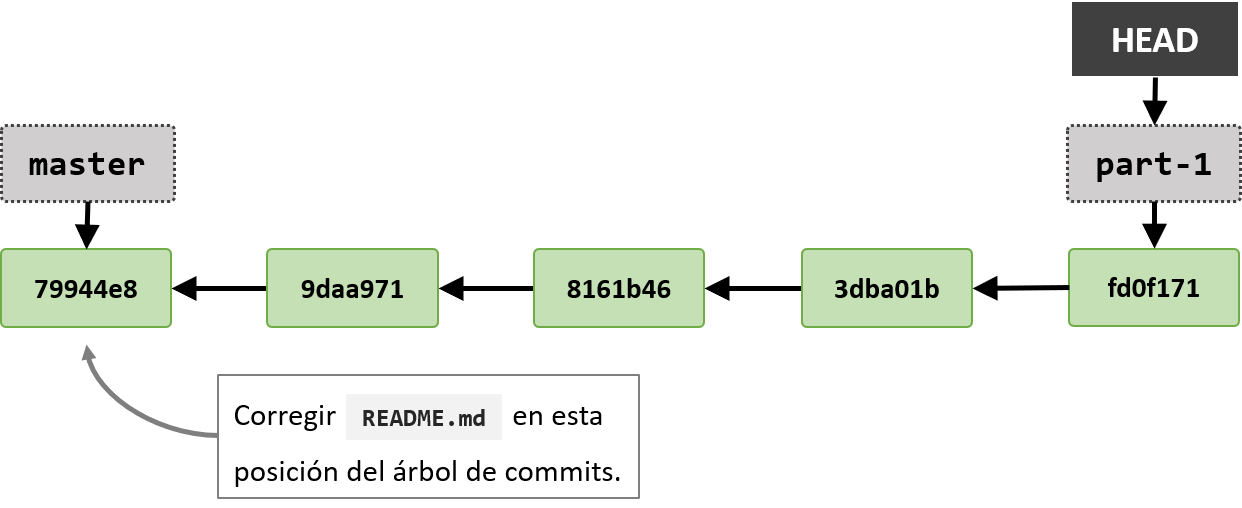 HEAD
master
part-1
79944e8
9daa971
8161b46
3dba01b
fd0f171
Corregir README.md en esta
posición del árbol de commits.